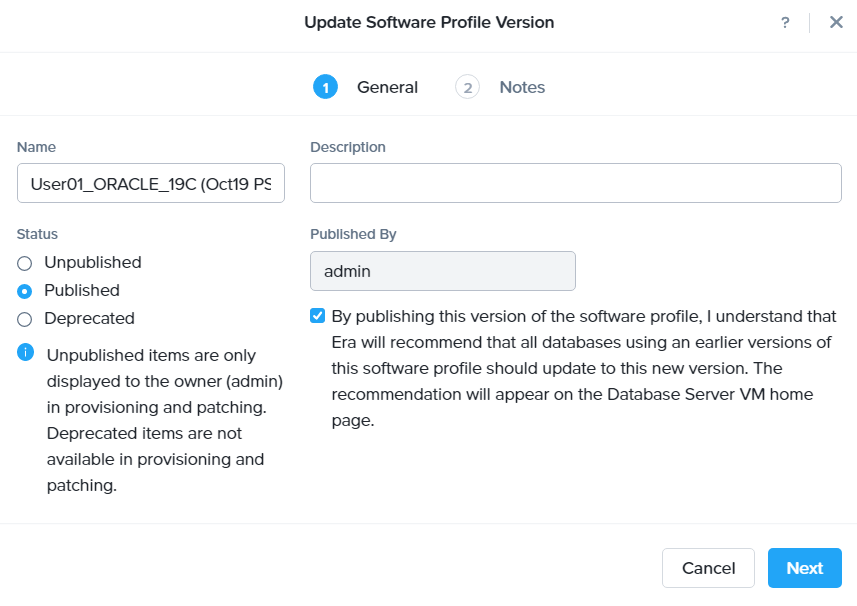 Update Software Profile Version
?
1 General 2 Notes
Name
User01_ORACLE_19C (Oct19 PS
Description
Status
Unpublished
Published
Deprecated
i Unpublished items are only
displayed to the owner (admin)
in provisioning and patching.
Deprecated items are not
available in provisioning and
patching.
Published By
admin
By publishing this version of the software profile, I understand that
Era will recommend that all databases using an earlier versions of
this software profile should update to this new version. The
recommendation will appear on the Database Server VM home
page.
Cancel Next